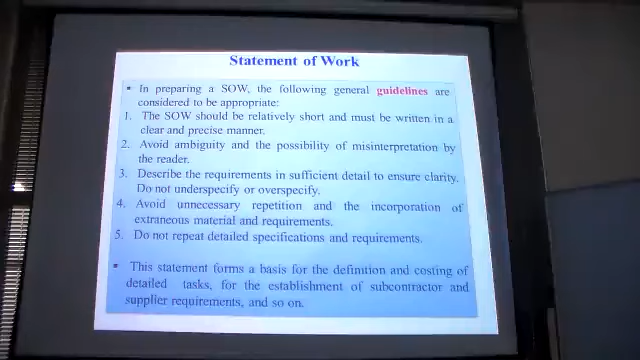 Statement of Work
▪ In preparing a SOW, the following general guidelines are
considered to be appropriate:
1. The SOW should be relatively short and must be written in a
clear and precise manner.
2. Avoid ambiguity and the possibility of misinterpretation by
the reader.
3. Describe the requirements in sufficient detail to ensure clarity.
Do not underspecify or overspecify.
4. Avoid unnecessary repetition and the incorporation of
extraneous material and requirements.
5. Do not repeat detailed specifications and requirements.
▪ This statement forms a basis for the definition and costing of
detailed tasks, for the establishment of subcontractor and
supplier requirements, and so on.